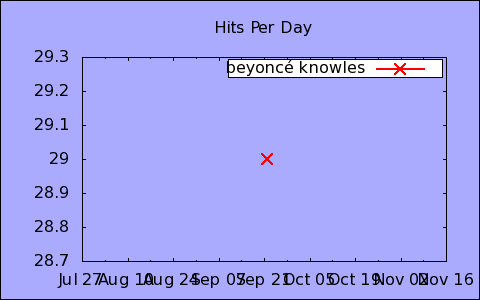 Hits Per Day
29.3
beyoncé knowles
29.2
29.1
29
28.9
28.8
28.7
Jul 27 Aug 10 Aug 24 Sep 07 Sep 21 Oct 05 Oct 19 Nov 02 Nov 16